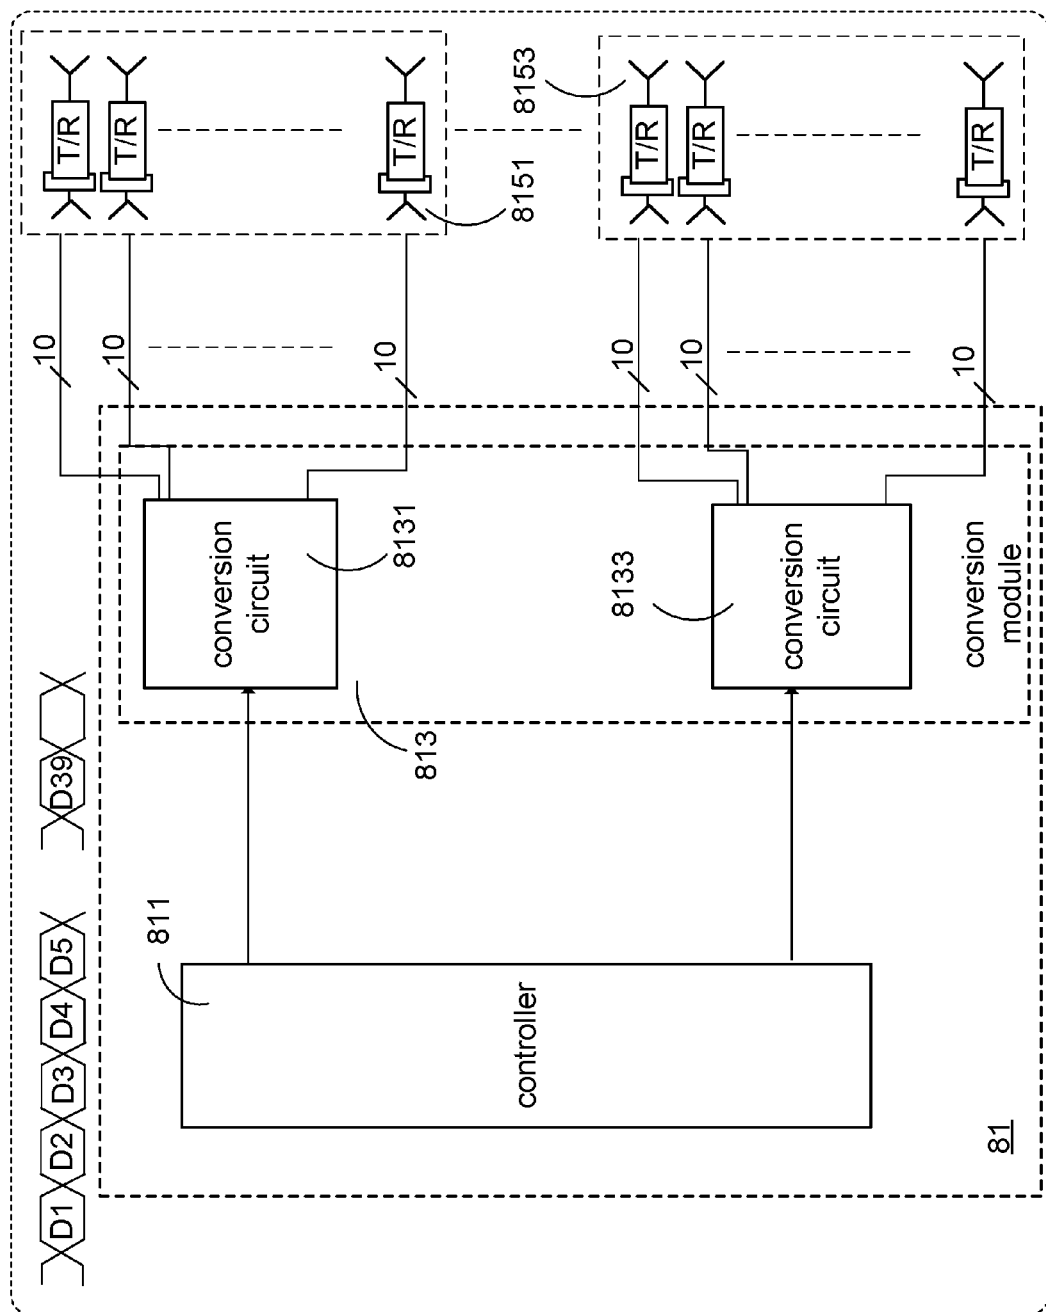 D1 D2 D3 D4 D5 D39
10
T/R
10
T/R
811
conversion
circuit
10
T/R
8131
813
8151
controller
8153
8133
10
T/R
10
T/R
conversion
circuit
10
T/R
conversion
module
81